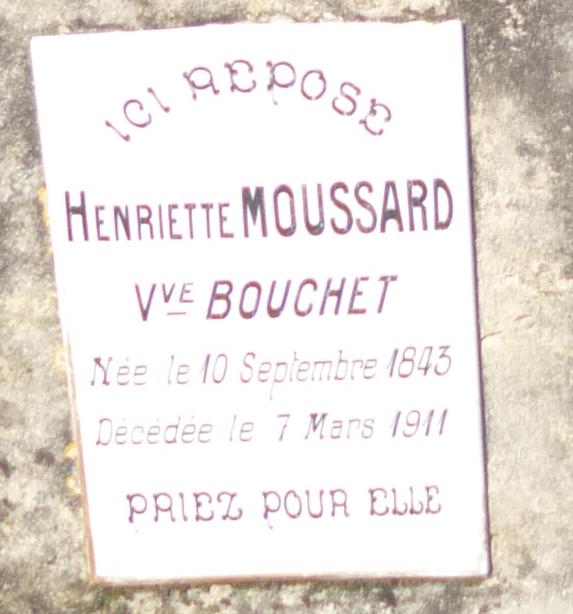 ICI REPOSE
HENRIETTE MOUSSARD
VVE BOUCHET
Née le 10 Septembre 1843
Décédée le 7 Mars 1911
PRIEZ POUR ELLE